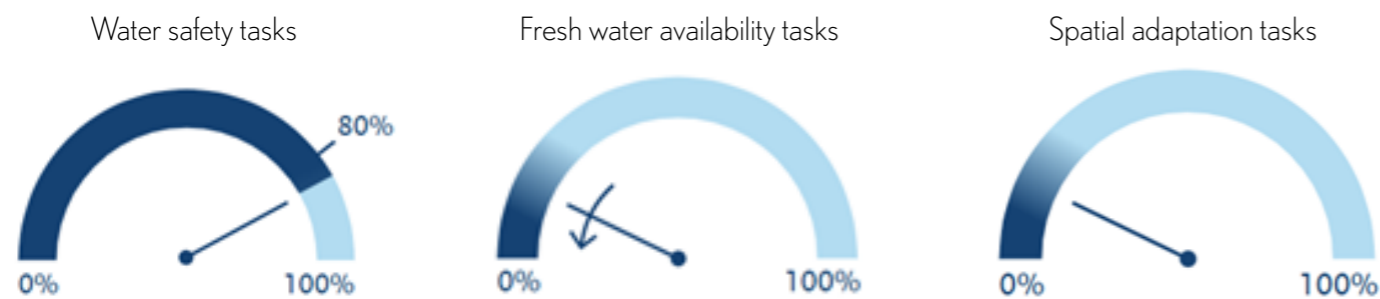 Water safety tasks
80%
0%
100%
Fresh water availability tasks
0%
100%
Spatial adaptation tasks
0%
100%